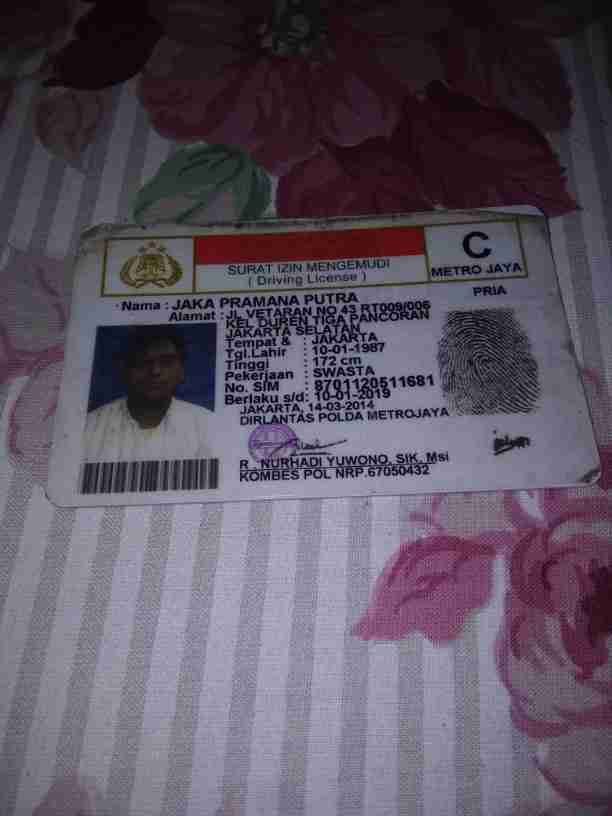 SURAT IZIN MENGEMUDI
( Driving License )
C
METRO JAYA
PRIA
Nama : JAKA PRAMANA PUTRA
Alamat : JL VETARAN NO 43 RT009/006
KEL DUREN TIGA PANCORAN
JAKARTA SELATAN
Tempat & : JAKARTA
Tgl.Lahir : 10-01-1987
Tinggi : 172 cm
Pekerjaan : SWASTA
No. SIM : 8701120511681
Berlaku s/d: 10-01-2019
JAKARTA, 14-03-2014
DIRLANTAS POLDA METROJAYA
R . NURHADI YUWONO, SIK, Msi
KOMBES POL NRP.67050432